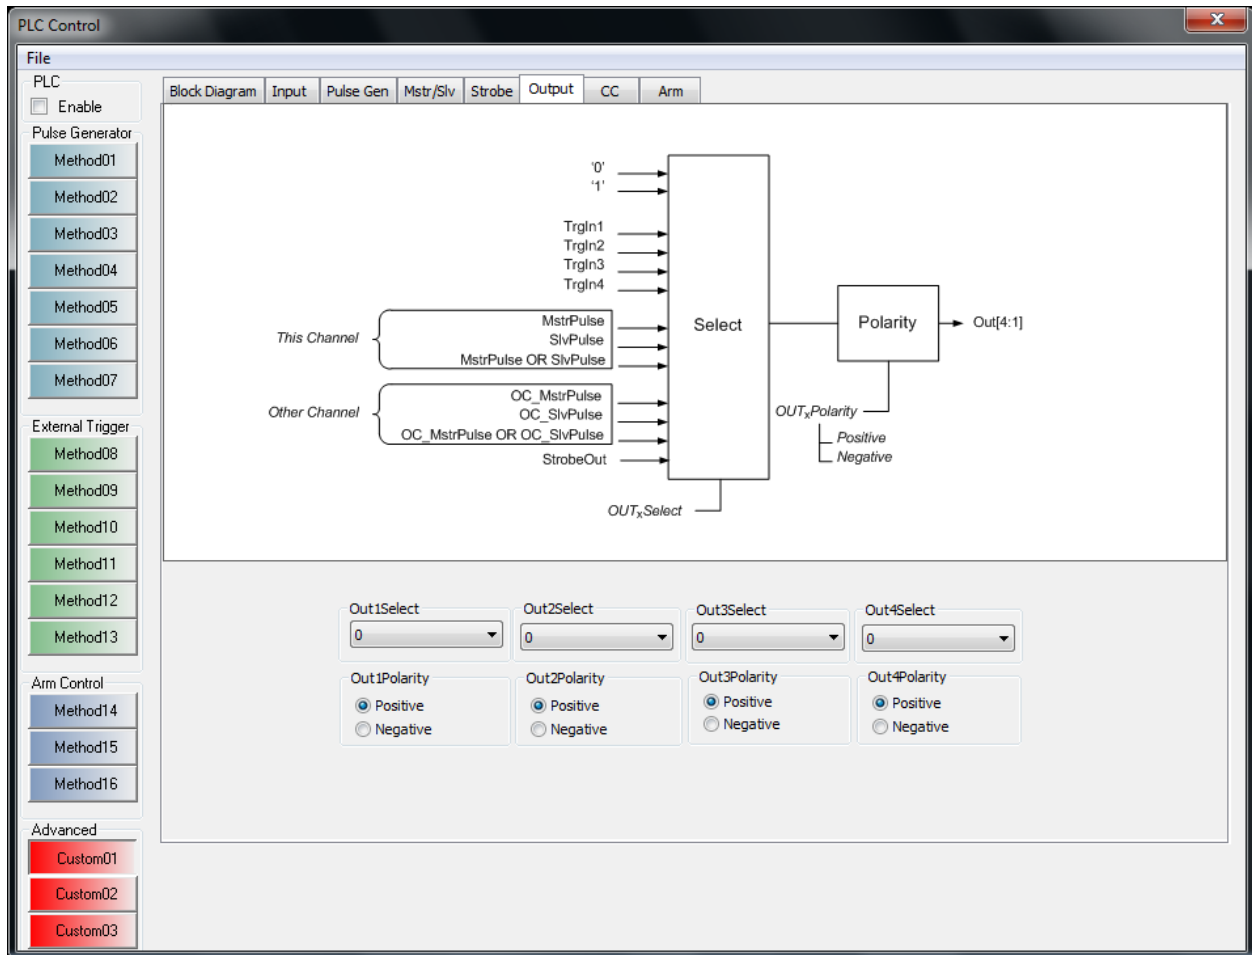 PLC Control
File
PLC
Enable
Pulse Generator
Method01
Method02
Method03
Method04
Method05
Method06
Method07
External Trigger
Method08
Method09
Method10
Method11
Method12
Method13
Arm Control
Method14
Method15
Method16
Advanced
Custom01
Custom02
Custom03
Block Diagram Input Pulse Gen Mstr/Slv Strobe Output CC Arm
'0'
'1'
TrgIn1
TrgIn2
TrgIn3
TrgIn4
This Channel
MstrPulse
SlvPulse
MstrPulse OR SlvPulse
Other Channel
OC_MstrPulse
OC_SlvPulse
OC_MstrPulse OR OC_SlvPulse
StrobeOut
Select
OUTxSelect
Polarity
Out[4:1]
OUTxPolarity
Positive
Negative
Out1Select Out2Select Out3Select Out4Select
0 0 0 0
Out1Polarity Out2Polarity Out3Polarity Out4Polarity
Positive Positive Positive Positive
Negative Negative Negative Negative